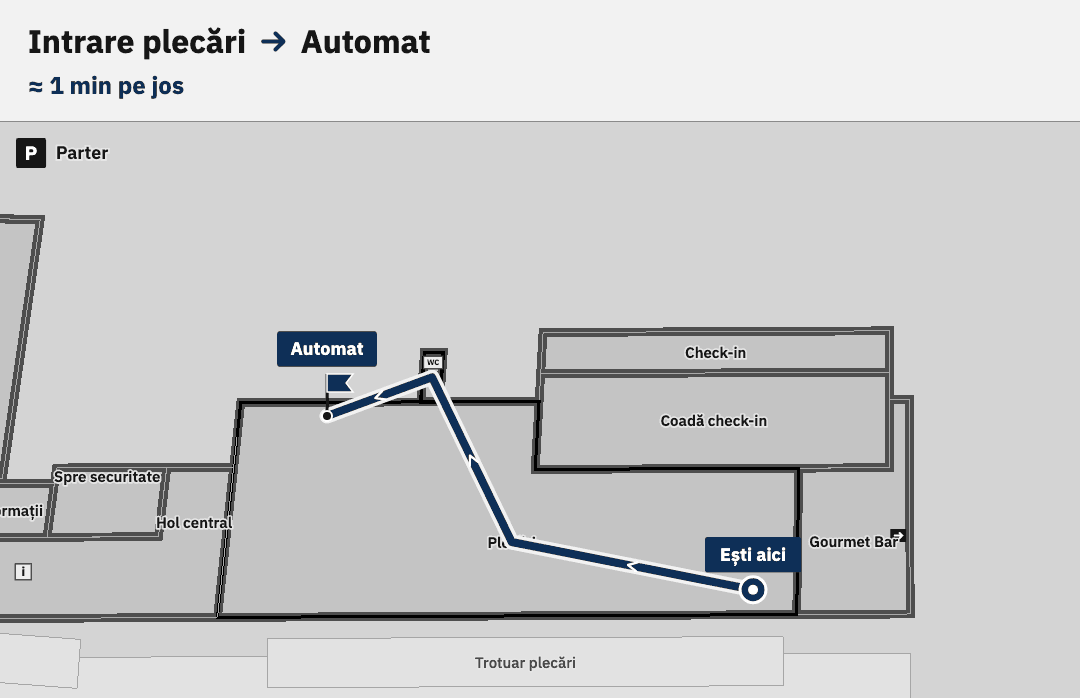 Intrare plecări → Automat
≈ 1 min pe jos
P Parter
Automat
wc
Check-in
Coadă check-in
Spre securitate
Hol central
Ești aici
Gourmet Bar
i
Trotuar plecări